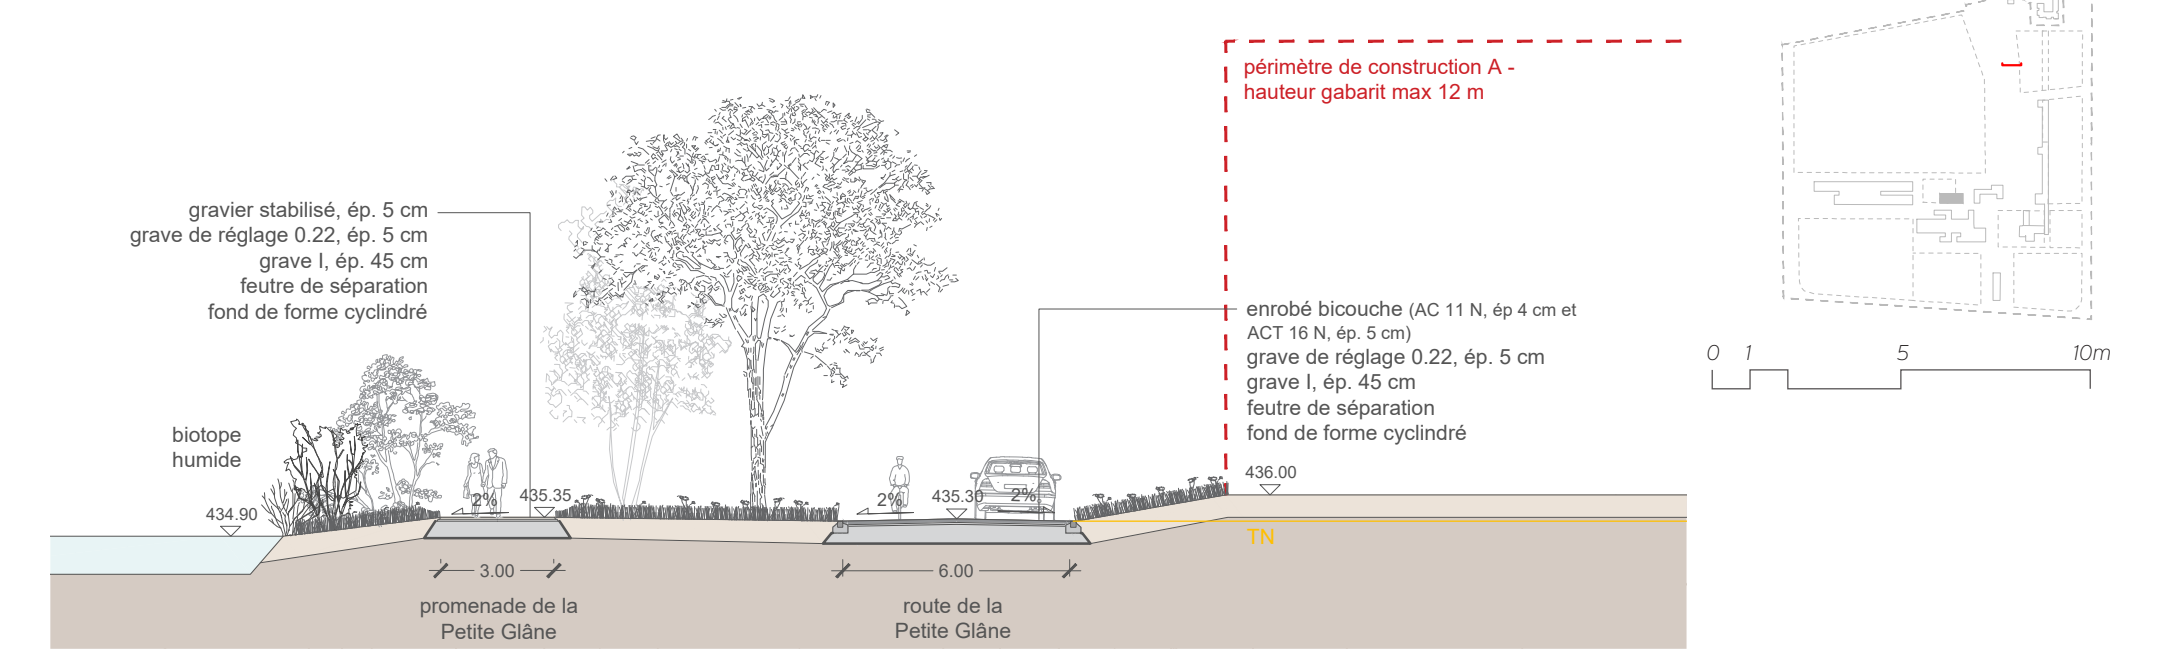 périmètre de construction A -
hauteur gabarit max 12 m
gravier stabilisé, ép. 5 cm
grave de réglage 0.22, ép. 5 cm
grave I, ép. 45 cm
feutre de séparation
fond de forme cyclindré
enrobé bicouche (AC 11 N, ép 4 cm et
ACT 16 N, ép. 5 cm)
grave de réglage 0.22, ép. 5 cm
grave I, ép. 45 cm
feutre de séparation
fond de forme cyclindré
0 1 5 10m
biotope
humide
434.90
2%
435.35
2%
435.30
2%
436.00
TN
3.00
6.00
promenade de la
Petite Glâne
route de la
Petite Glâne